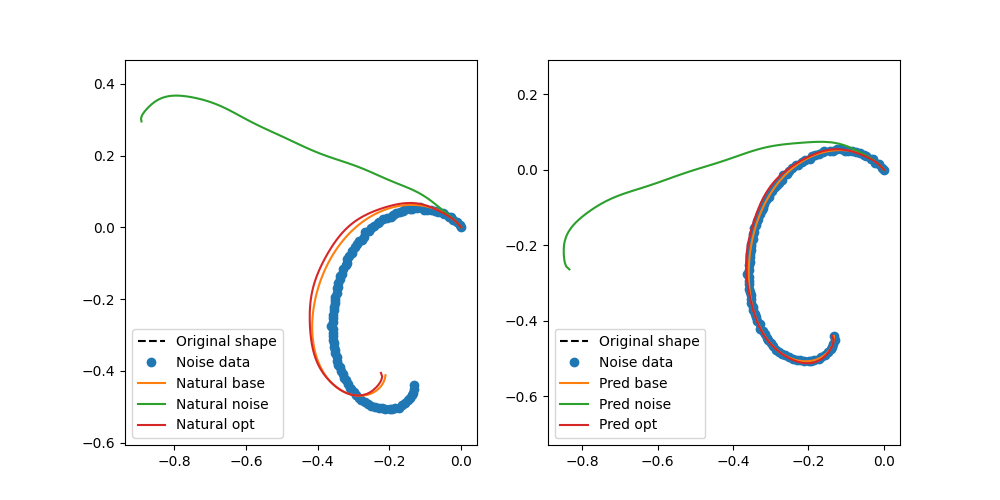 0.4
0.2
0.0
−0.2
−0.4
−0.6
−0.8
−0.6
−0.4
−0.2
0.0
Original shape
Noise data
Natural base
Natural noise
Natural opt
0.2
0.0
−0.2
−0.4
−0.6
−0.8
−0.6
−0.4
−0.2
0.0
Original shape
Noise data
Pred base
Pred noise
Pred opt